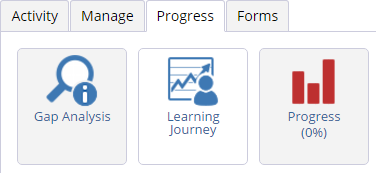 Activity Manage Progress Forms
Gap Analysis Learning Journey Progress (0%)